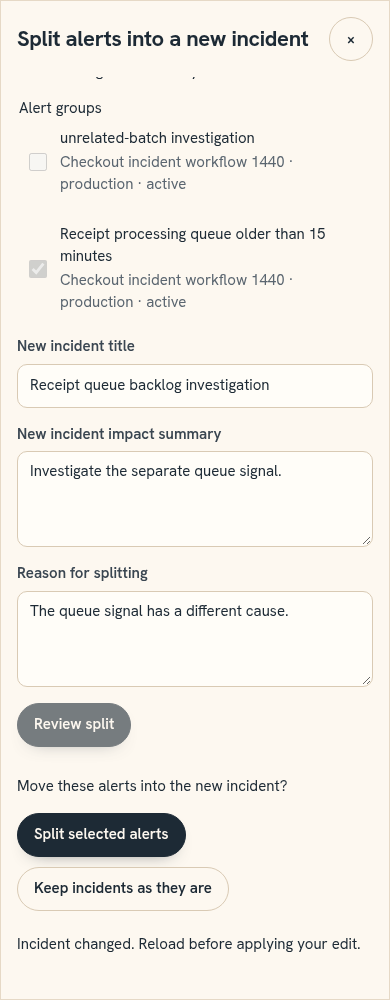 Split alerts into a new incident
×
Alert groups
unrelated-batch investigation
Checkout incident workflow 1440 ·
production · active
Receipt processing queue older than 15
minutes
Checkout incident workflow 1440 ·
production · active
New incident title
Receipt queue backlog investigation
New incident impact summary
Investigate the separate queue signal.
Reason for splitting
The queue signal has a different cause.
Review split
Move these alerts into the new incident?
Split selected alerts
Keep incidents as they are
Incident changed. Reload before applying your edit.